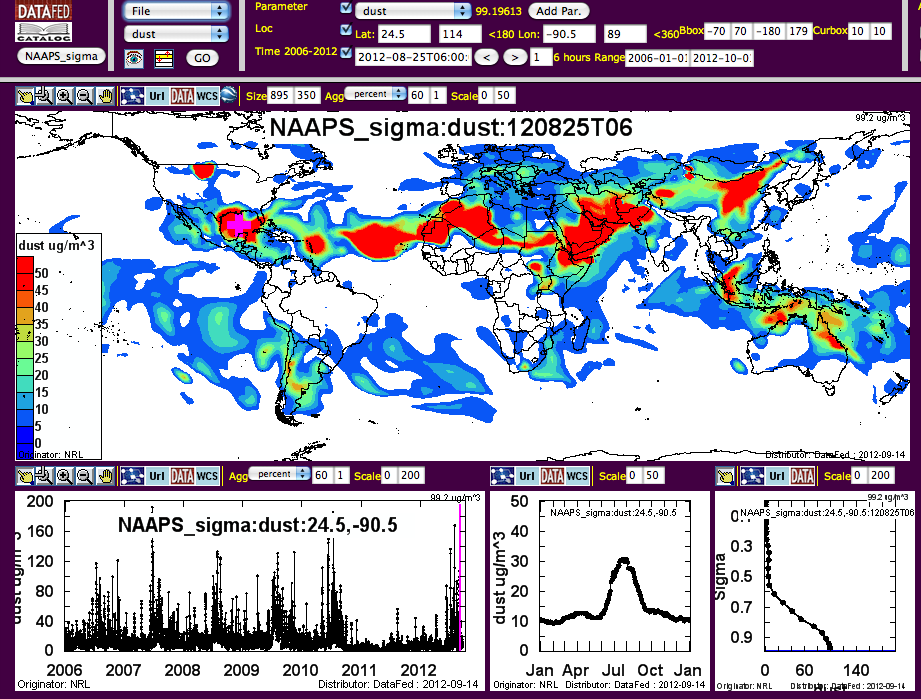 DATAFED
CATALOG
NAAPS_sigma
File
dust
GO
Parameter dust 99.19613 Add Par.
Loc Lat: 24.5 114 <180 Lon: -90.5 89 <360 Bbox -70 70 -180 179 Curbox 10 10
Time 2006-2012 2012-08-25T06:00: < > 1 6 hours Range 2006-01-01 2012-10-0
Url DATA WCS Size 895 350 Agg percent 60 1 Scale 0 50
NAAPS_sigma:dust:120825T06
99.2 ug/m^3
dust ug/m^3
50
45
40
35
30
25
20
15
10
5
0
ginator: NRL
Distributor: DataFed : 2012-09-14
Url DATA WCS Agg percent 60 1 Scale 0 200
Url DATA WCS Scale 0 50
Url DATA Scale 0 200
99.2 ug/m^3
NAAPS_sigma:dust:24.5,-90.5
dust ug/m^3
200
160
120
80
40
0
2006 2007 2008 2009 2010 2011 2012
Originator: NRL Distributor: DataFed : 2012-09-14
NAAPS_sigma:dust:24.5,-90.5
dust ug/m^3
50
40
30
20
10
0
Jan Apr Jul Oct Jan
Originator: NRL Distributor: DataFed : 2012-09-14
99.2 ug/m^3
NAAPS_sigma:dust:24.5,-90.5:120825T06
Sigma
0.3
0.5
0.7
0.9
0 60 140
Originator: NRL Distributor: DataFed : 2012-09-14